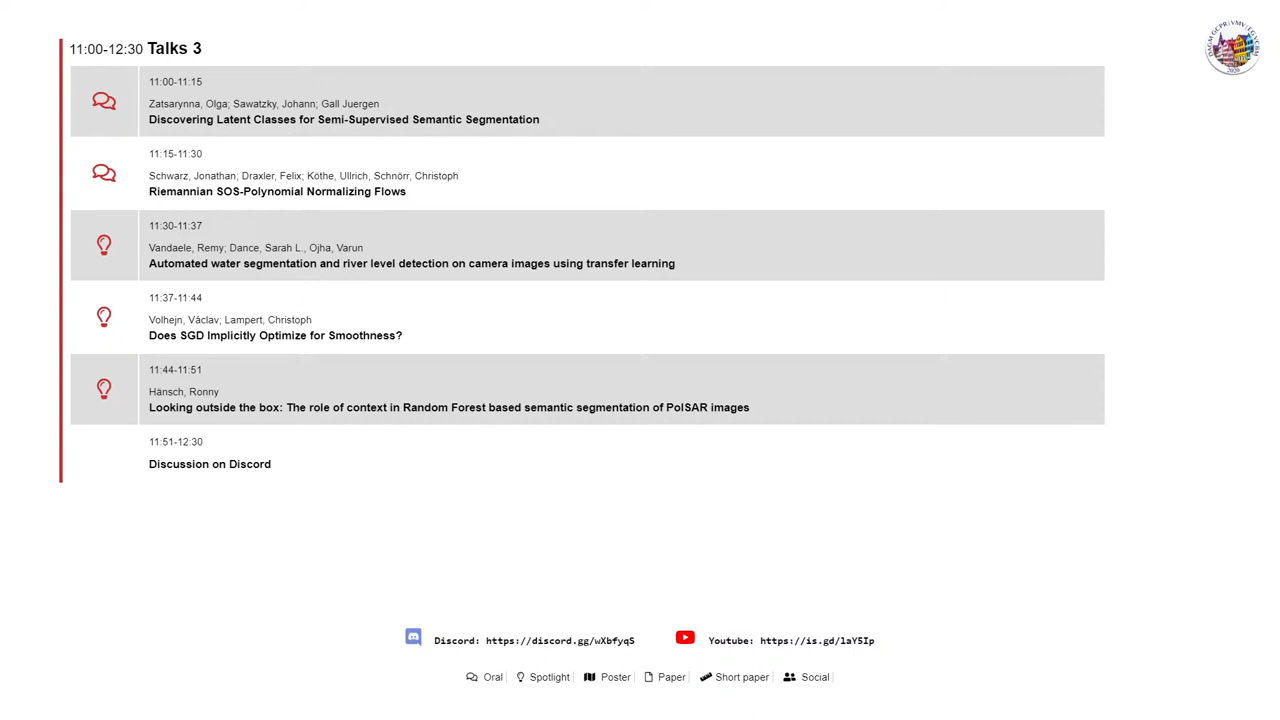 11:00-12:30 Talks 3
11:00-11:15
Zatsarynna, Olga; Sawatzky, Johann; Gall Juergen
Discovering Latent Classes for Semi-Supervised Semantic Segmentation
11:15-11:30
Schwarz, Jonathan; Draxler, Felix; Köthe, Ullrich, Schnörr, Christoph
Riemannian SOS-Polynomial Normalizing Flows
11:30-11:37
Vandaele, Remy; Dance, Sarah L., Ojha, Varun
Automated water segmentation and river level detection on camera images using transfer learning
11:37-11:44
Volhejn, Václav; Lampert, Christoph
Does SGD Implicitly Optimize for Smoothness?
11:44-11:51
Hänsch, Ronny
Looking outside the box: The role of context in Random Forest based semantic segmentation of PolSAR images
11:51-12:30
Discussion on Discord
Discord: https://discord.gg/wXbfyqS Youtube: https://is.gd/laY5Ip
Oral Spotlight Poster Paper Short paper Social
DAGM GCPR|VMV|EGVCBM
2020